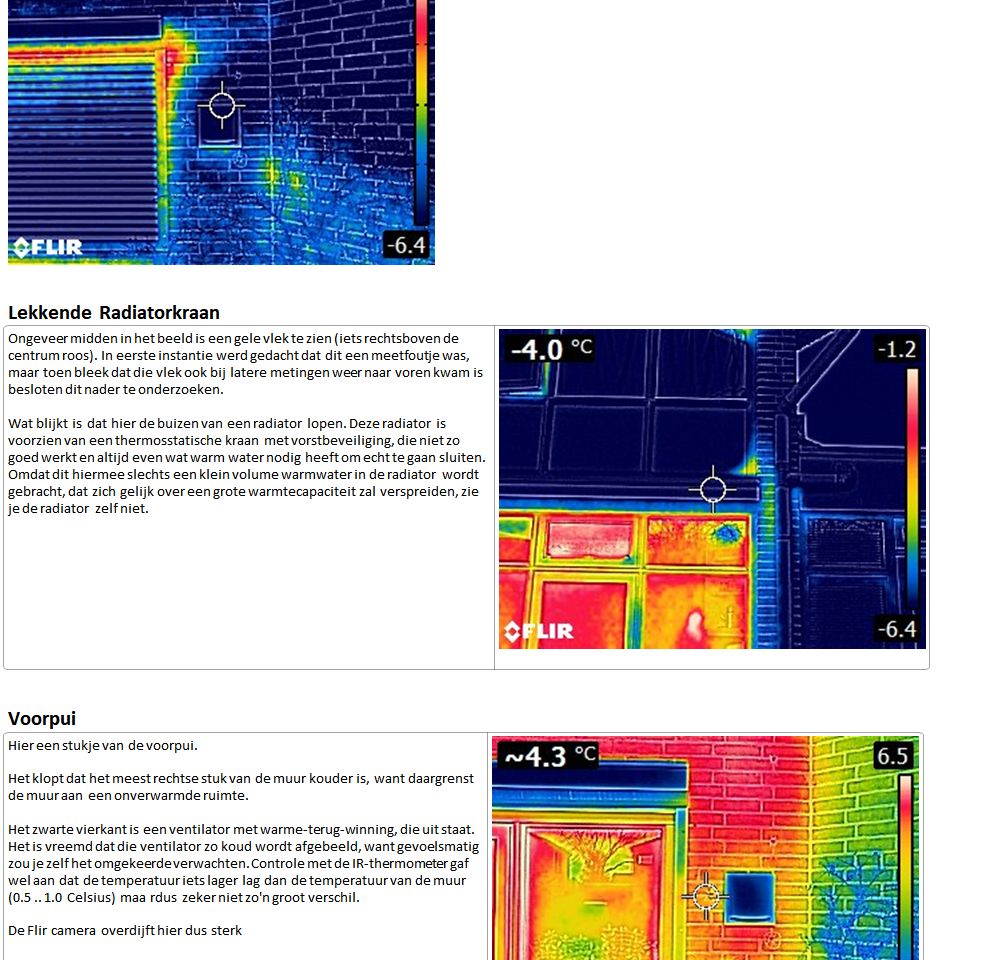 FLIR
-6.4
Lekkende Radiatorkraan
Ongeveer midden in het beeld is een gele vlek te zien (iets rechtsboven de
centrum roos). In eerste instantie werd gedacht dat dit een meetfoutje was,
maar toen bleek dat die vlek ook bij latere metingen weer naar voren kwam is
besloten dit nader te onderzoeken.
Wat blijkt is dat hier de buizen van een radiator lopen. Deze radiator is
voorzien van een thermosstatische kraan met vorstbeveiliging, die niet zo
goed werkt en altijd even wat warm water nodig heeft om echt te gaan sluiten.
Omdat dit hiermee slechts een klein volume warmwater in de radiator wordt
gebracht, dat zich gelijk over een grote warmtecapaciteit zal verspreiden, zie
je de radiator zelf niet.
-4.0 °C
-1.2
FLIR
-6.4
Voorpui
Hier een stukje van de voorpui.
Het klopt dat het meest rechtse stuk van de muur kouder is, want daar grenst
de muur aan een onverwarmde ruimte.
Het zwarte vierkant is een ventilator met warme-terug-winning, die uit staat.
Het is vreemd dat die ventilator zo koud wordt afgebeeld, want gevoelsmatig
zou je zelf het omgekeerde verwachten. Controle met de IR-thermometer gaf
wel aan dat de temperatuur iets lager lag dan de temperatuur van de muur
(0.5 .. 1.0 Celsius) maa rdus zeker niet zo'n groot verschil.
De Flir camera overdijft hier dus sterk
~4.3 °C
6.5